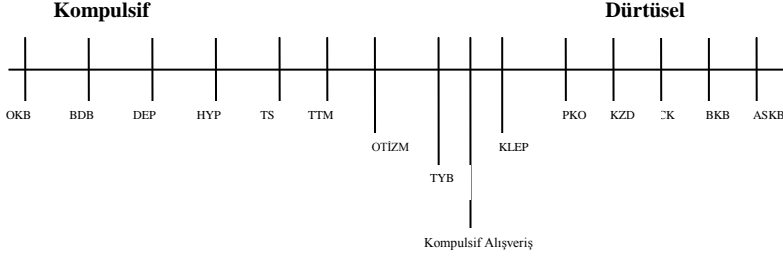 Kompulsif Dürtüsel
OKB BDB DEP HYP TS TTM PKO KZD BKB ASKB
OTİZM KLEP
TYB
Kompulsif Alışveriş